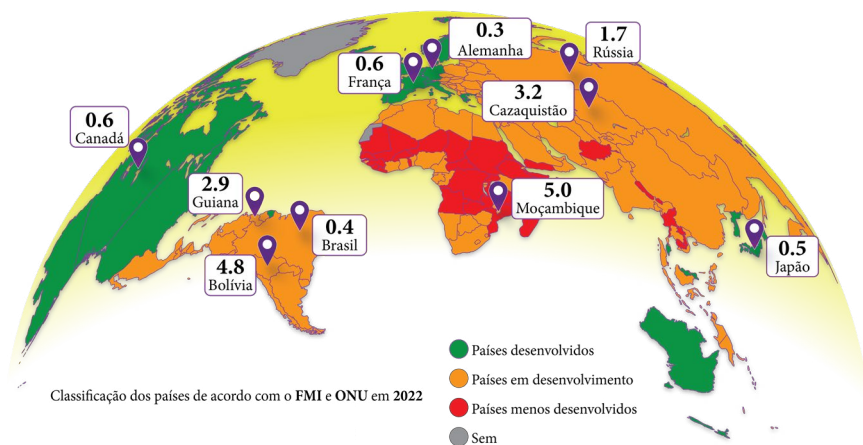 0.3
Alemanha
1.7
Rússia
0.6
França
3.2
Cazaquistão
0.6
Canadá
2.9
Guiana
5.0
Moçambique
0.4
Brasil
4.8
Bolívia
0.5
Japão
Países desenvolvidos
Países em desenvolvimento
Classificação dos países de acordo com o FMI e ONU em 2022
Países menos desenvolvidos
Sem